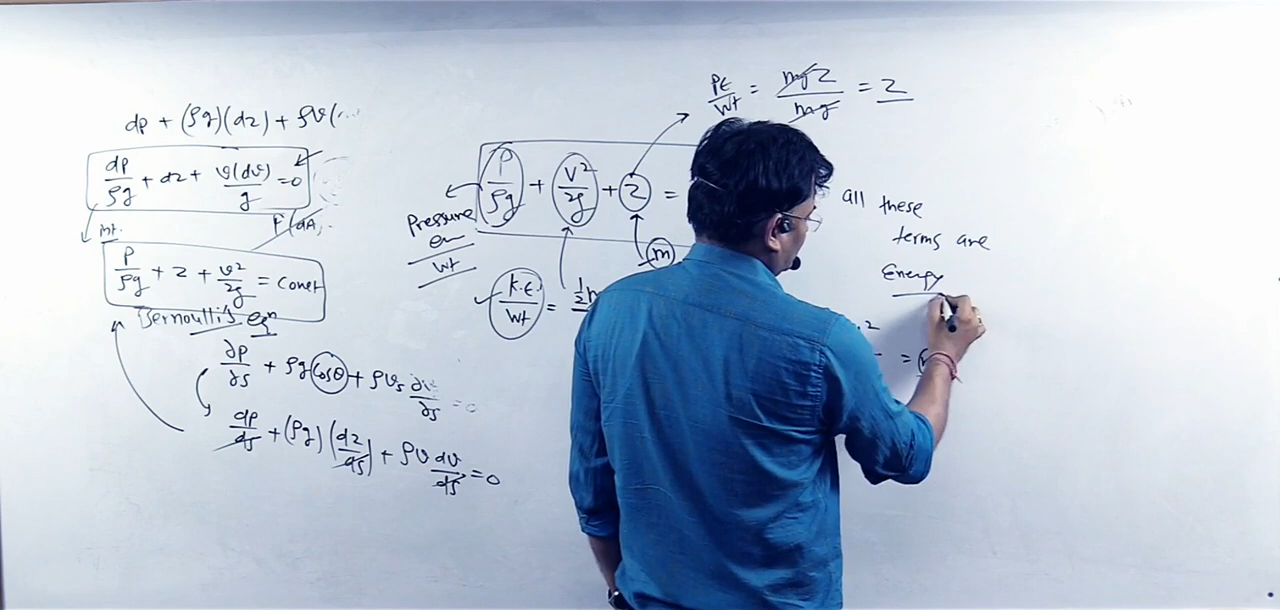 dp + (ρg)(dz) + ρv(
dp/ρg + dz + v(dv)/g = 0
Int.
P/ρg + z + v²/2g = const
Bernoulli's eqn
∂p/∂s + ρg cosθ + ρvs ∂v/∂s = 0
dp/ds + (ρg)(dz/ds) + ρv dv/ds = 0
PE/Wt = mgz/mg = z
P/ρg + V²/2g + z =
Pressure
en/wt
m
K.E./Wt = ½m
all these
terms are
Energy